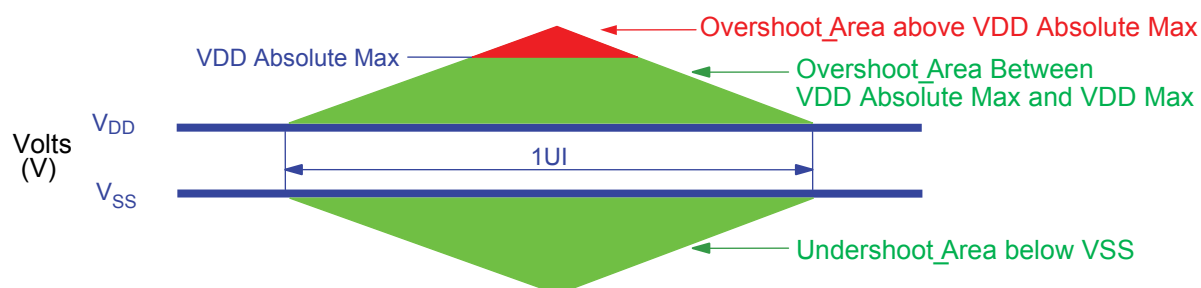 Overshoot_Area above VDD Absolute Max
VDD Absolute Max
Overshoot_Area Between
VDD Absolute Max and VDD Max
VDD
Volts
(V)
1UI
VSS
Undershoot_Area below VSS